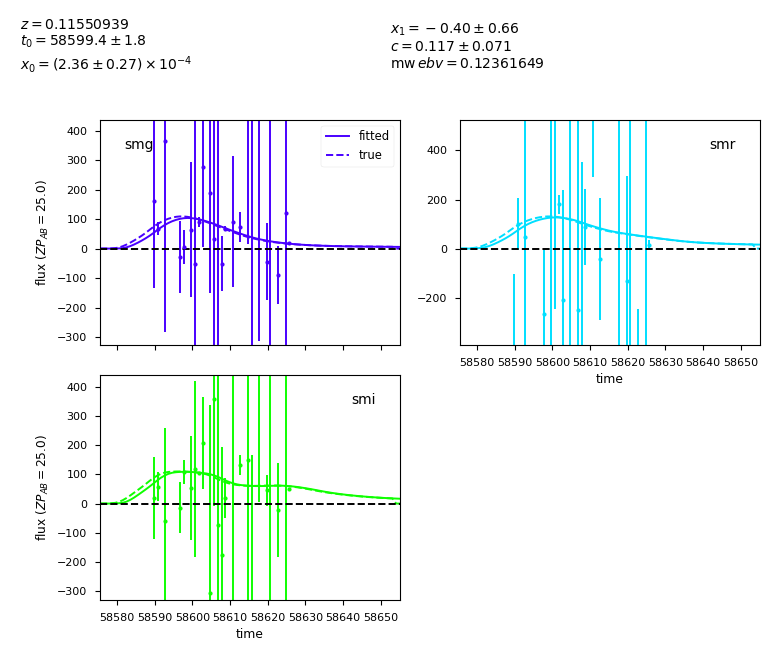 z = 0.11550939
t₀ = 58599.4 ± 1.8
x₀ = (2.36 ± 0.27) × 10⁻⁴
x₁ = −0.40 ± 0.66
c = 0.117 ± 0.071
mw ebv = 0.12361649
400
300
200
100
0
−100
−200
−300
flux (ZP_AB = 25.0)
smg
fitted
true
400
200
0
−200
smr
58580 58590 58600 58610 58620 58630 58640 58650
time
400
300
200
100
0
−100
−200
−300
flux (ZP_AB = 25.0)
smi
58580 58590 58600 58610 58620 58630 58640 58650
time